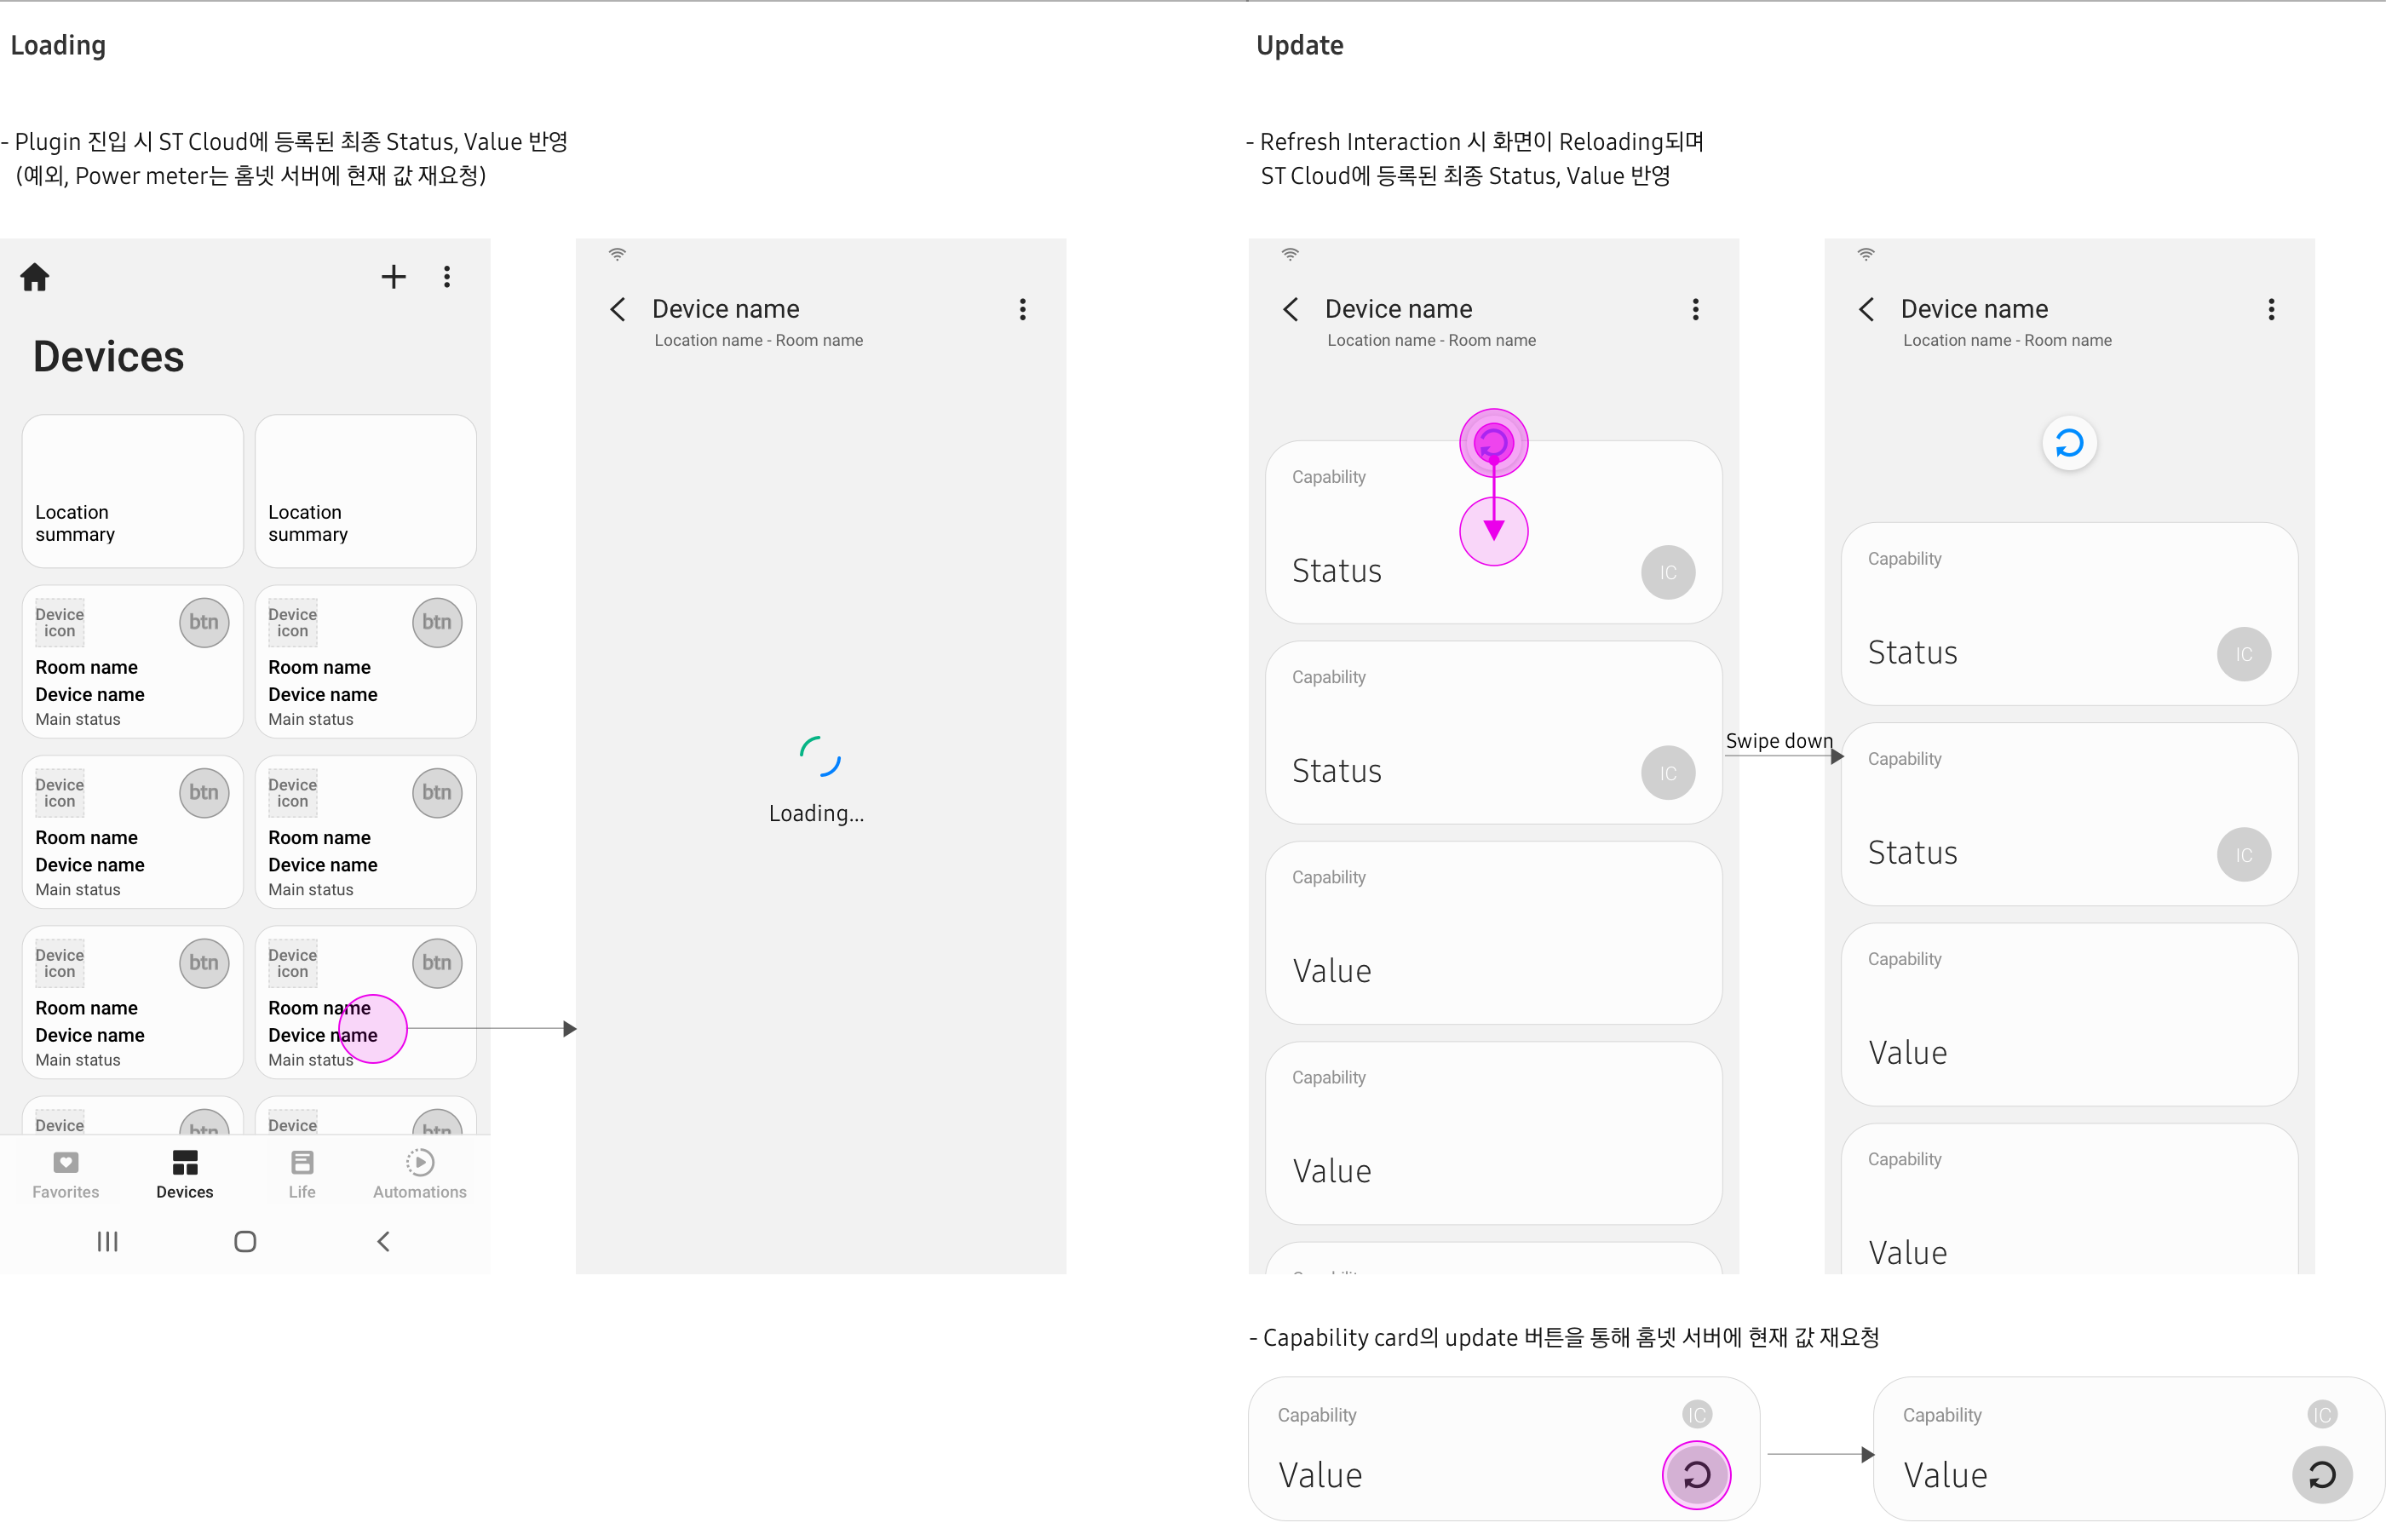 Loading
- Plugin 진입 시 ST Cloud에 등록된 최종 Status, Value 반영
(예외, Power meter는 홈넷 서버에 현재 값 재요청)
Devices
Location
summary
Location
summary
Device
icon
btn
Room name
Device name
Main status
Device
icon
btn
Room name
Device name
Main status
Device
icon
btn
Room name
Device name
Main status
Device
icon
btn
Room name
Device name
Main status
Device
icon
btn
Room name
Device name
Main status
Device
icon
btn
Room name
Device name
Main status
Device
btn
Device
btn
Favorites
Devices
Life
Automations
Device name
Location name - Room name
Loading...
Update
- Refresh Interaction 시 화면이 Reloading되며
ST Cloud에 등록된 최종 Status, Value 반영
Device name
Location name - Room name
Capability
Status
IC
Capability
Status
IC
Capability
Value
Capability
Value
Swipe down
Device name
Location name - Room name
Capability
Status
IC
Capability
Status
IC
Capability
Value
Capability
Value
- Capability card의 update 버튼을 통해 홈넷 서버에 현재 값 재요청
Capability
IC
Value
Capability
IC
Value